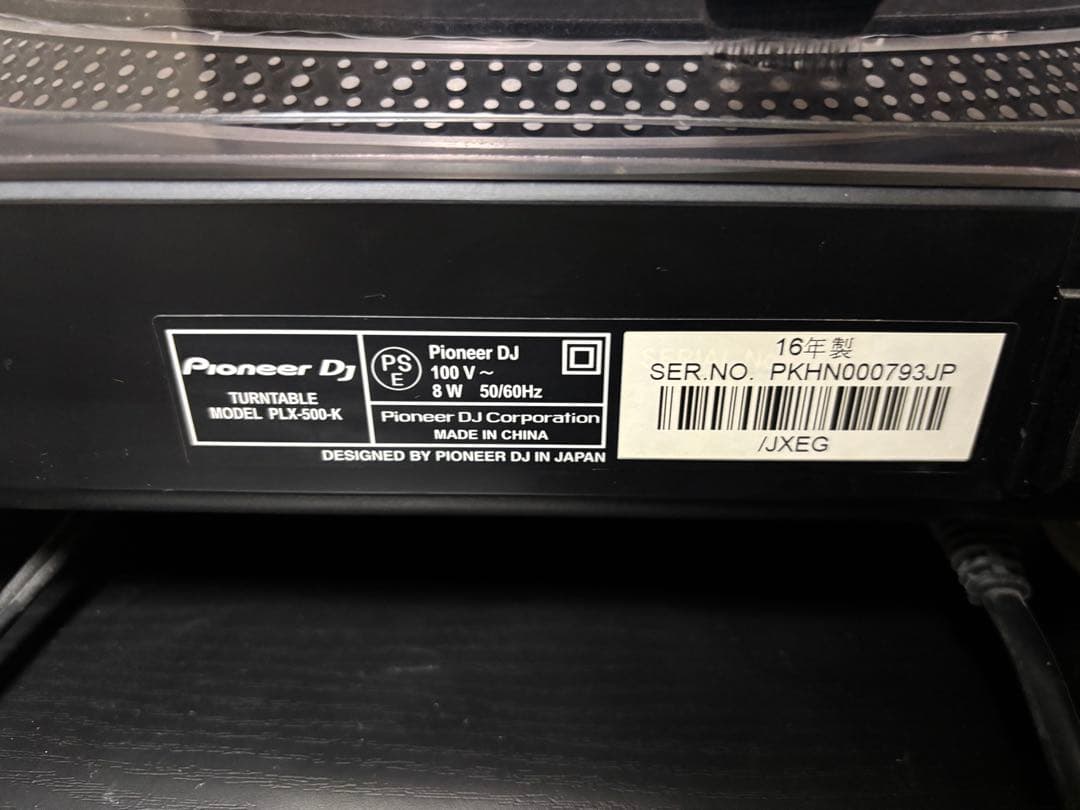 Pioneer Dj
TURNTABLE
MODEL PLX-500-K
PS
E
Pioneer DJ
100 V ~
8 W 50/60Hz
Pioneer DJ Corporation
MADE IN CHINA
DESIGNED BY PIONEER DJ IN JAPAN
16年製
SER.NO. PKHN000793JP
/JXEG